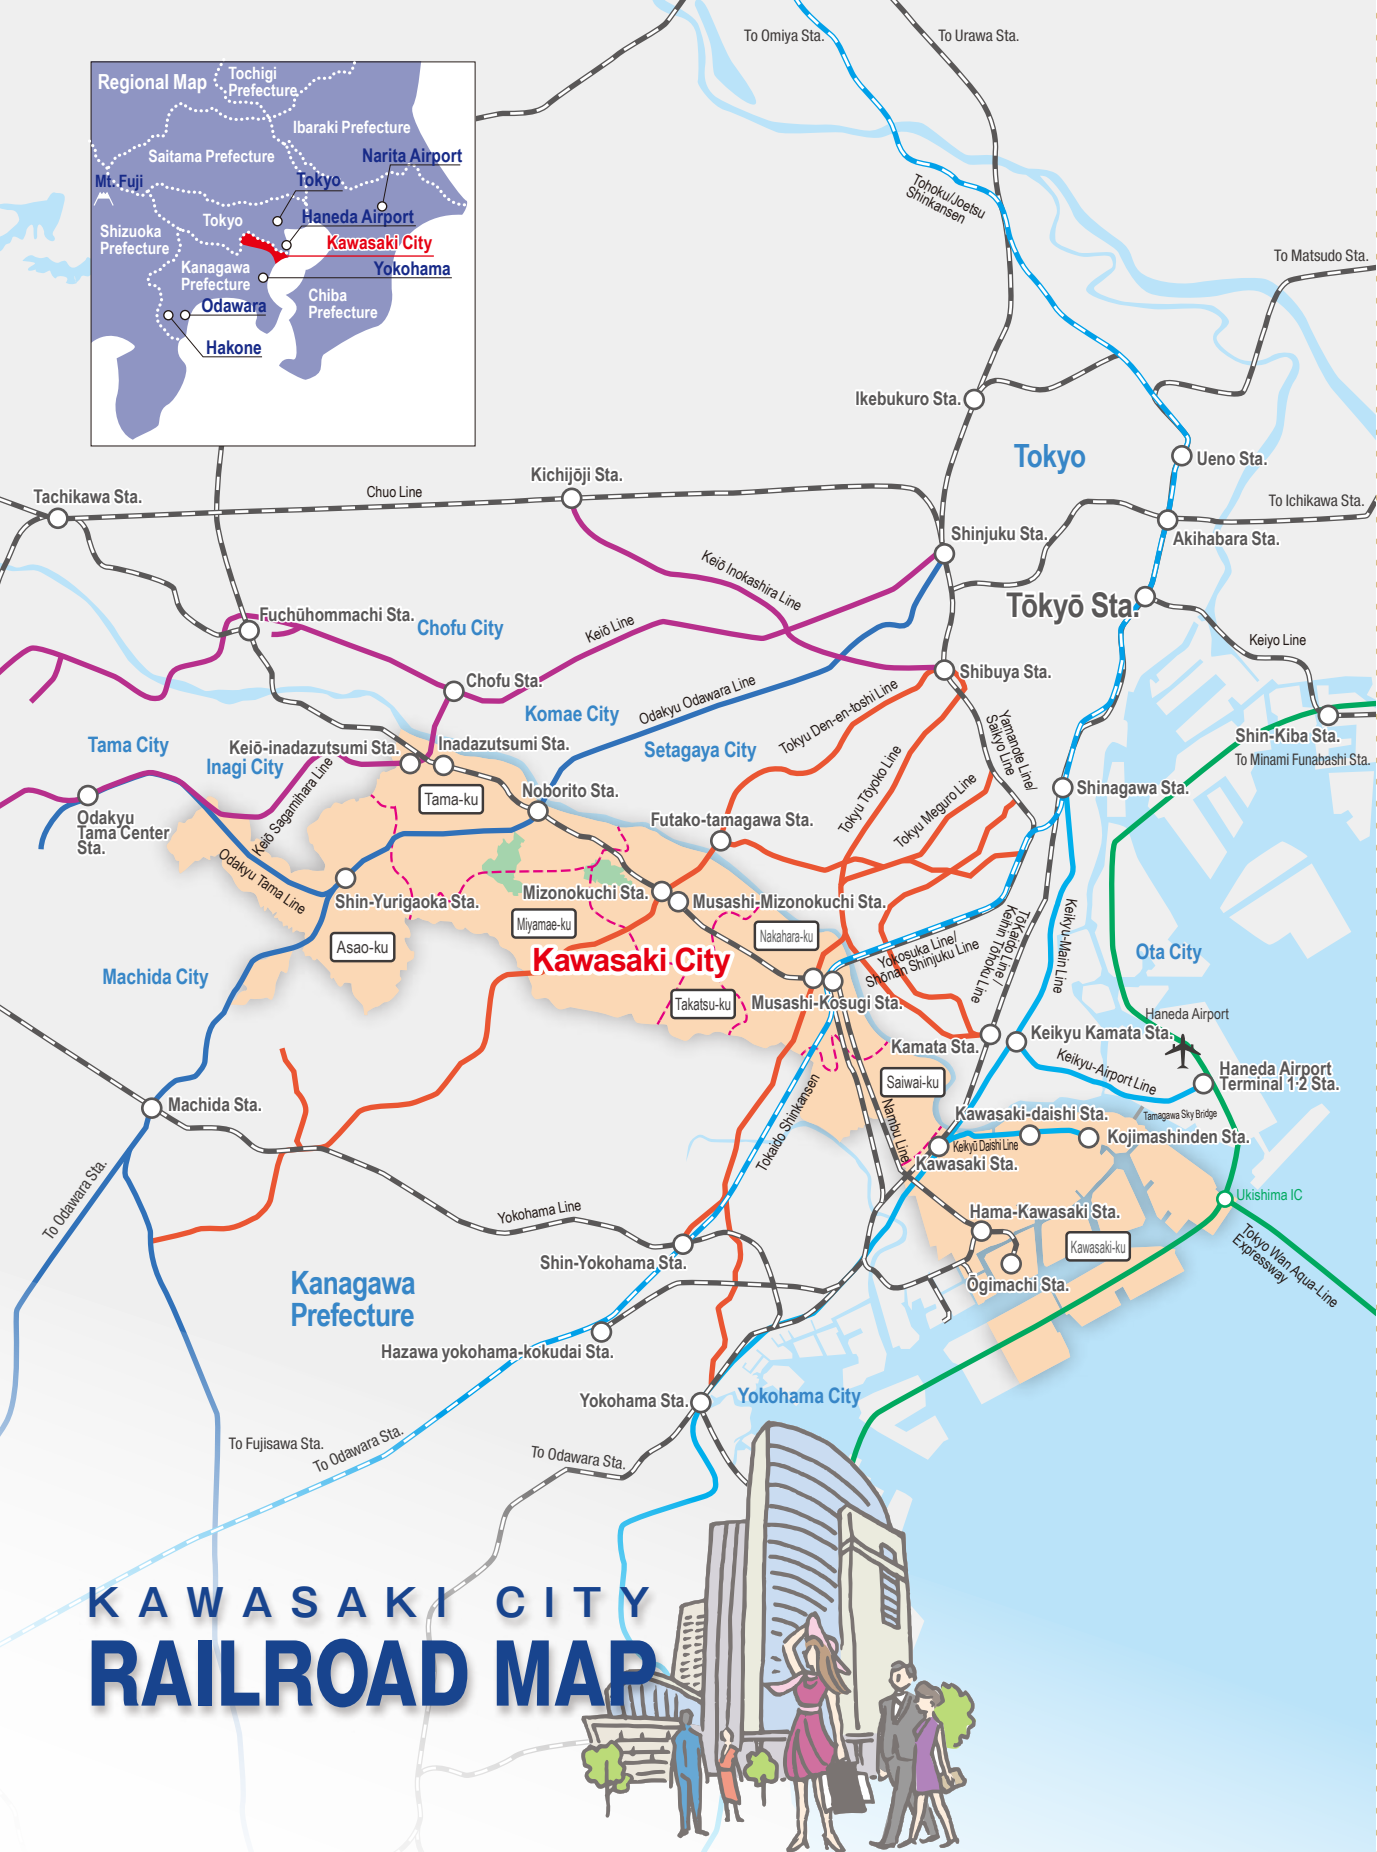 To Omiya Sta.
To Urawa Sta.
Regional Map
Tochigi
Prefecture
Ibaraki Prefecture
Saitama Prefecture
Narita Airport
Mt. Fuji
Tokyo
Tokyo
Haneda Airport
Shizuoka
Prefecture
Kawasaki City
Kanagawa
Prefecture
Yokohama
Chiba
Prefecture
Odawara
Hakone
Tohoku/Joetsu
Shinkansen
To Matsudo Sta.
Ikebukuro Sta.
Tokyo
Ueno Sta.
Kichijōji Sta.
Tachikawa Sta.
Chuo Line
To Ichikawa Sta.
Shinjuku Sta.
Akihabara Sta.
Keiō Inokashira Line
Tōkyō Sta.
Fuchūhommachi Sta.
Chofu City
Keiō Line
Keiyo Line
Shibuya Sta.
Chofu Sta.
Odakyu Odawara Line
Tokyu Den-en-toshi Line
Komae City
Yamanote Line/
Saikyo Line
Shin-Kiba Sta.
Tama City
Keiō-inadazutsumi Sta.
Inadazutsumi Sta.
Setagaya City
To Minami Funabashi Sta.
Inagi City
Tokyu Tōyoko Line
Tokyu Meguro Line
Shinagawa Sta.
Noborito Sta.
Tama-ku
Odakyu
Tama Center
Sta.
Keiō Sagamihara Line
Futako-tamagawa Sta.
Odakyu Tama Line
Shin-Yurigaoka Sta.
Mizonokuchi Sta.
Musashi-Mizonokuchi Sta.
Miyamae-ku
Nakahara-ku
Asao-ku
Kawasaki City
Yokosuka Line/
Shōnan Shinjuku Line
Tōkaido Line/
Keihin Tōhoku Line
Keikyu-Main Line
Ota City
Machida City
Takatsu-ku
Musashi-Kosugi Sta.
Haneda Airport
Kamata Sta.
Keikyu Kamata Sta.
Keikyu-Airport Line
Haneda Airport
Terminal 1·2 Sta.
Saiwai-ku
Machida Sta.
Tokaido Shinkansen
Nambu Line
Kawasaki-daishi Sta.
Tamagawa Sky Bridge
Keikyū Daishi Line
Kojimashinden Sta.
Kawasaki Sta.
To Odawara Sta.
Ukishima IC
Yokohama Line
Hama-Kawasaki Sta.
Kawasaki-ku
Tokyo Wan Aqua-Line
Expressway
Shin-Yokohama Sta.
Ōgimachi Sta.
Kanagawa
Prefecture
Hazawa yokohama-kokudai Sta.
Yokohama Sta.
Yokohama City
To Fujisawa Sta.
To Odawara Sta.
To Odawara Sta.
KAWASAKI CITY
RAILROAD MAP